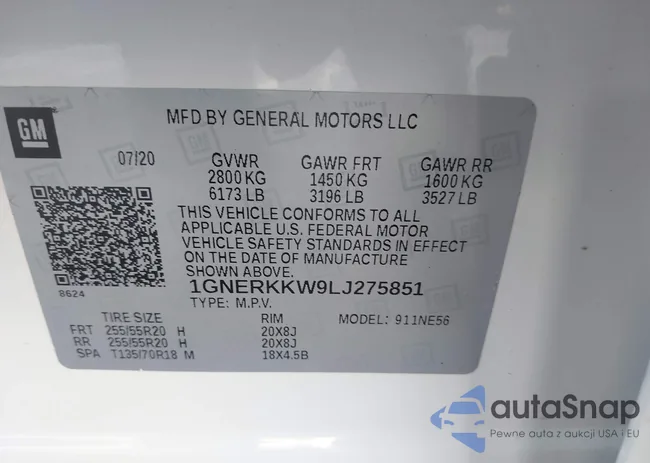 GM
MFD BY GENERAL MOTORS LLC
07/20 GVWR GAWR FRT GAWR RR
2800 KG 1450 KG 1600 KG
6173 LB 3196 LB 3527 LB
THIS VEHICLE CONFORMS TO ALL
APPLICABLE U.S. FEDERAL MOTOR
VEHICLE SAFETY STANDARDS IN EFFECT
ON THE DATE OF MANUFACTURE
SHOWN ABOVE.
8624
1GNERKKW9LJ275851
TYPE: M.P.V.
TIRE SIZE RIM MODEL: 911NE56
FRT 255/55R20 H 20X8J
RR 255/55R20 H 20X8J
SPA T135/70R18 M 18X4.5B
autaSnap
Pewne auta z aukcji USA i EU